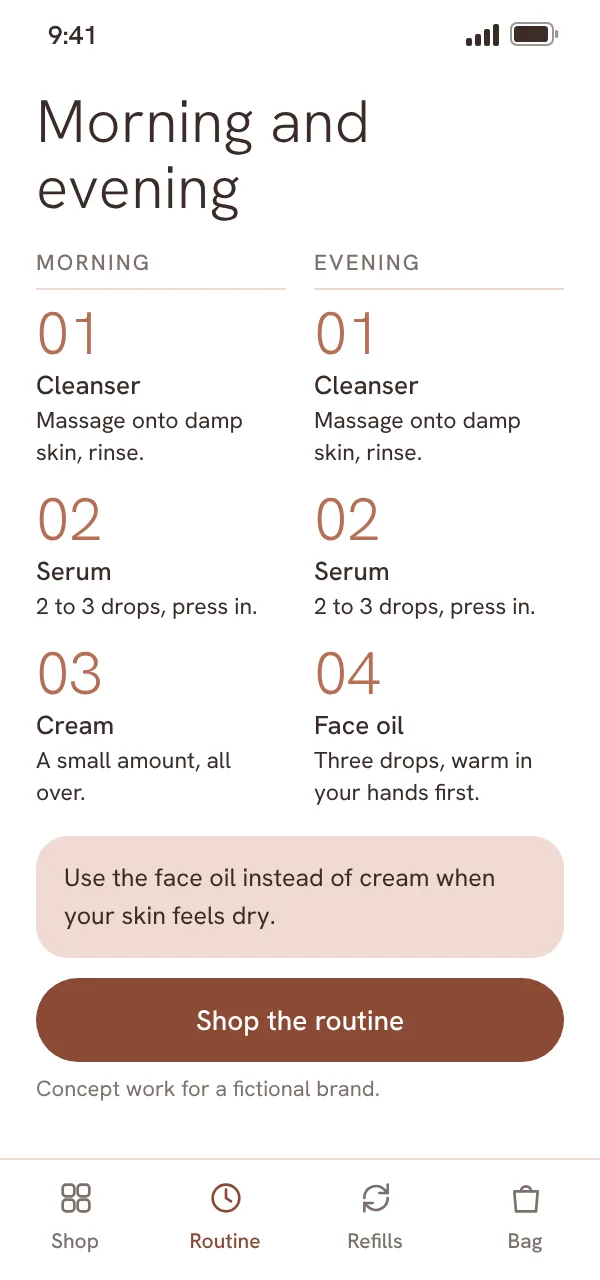 9:41
Morning and
evening
MORNING
01
Cleanser
Massage onto damp
skin, rinse.
02
Serum
2 to 3 drops, press in.
03
Cream
A small amount, all
over.
EVENING
01
Cleanser
Massage onto damp
skin, rinse.
02
Serum
2 to 3 drops, press in.
04
Face oil
Three drops, warm in
your hands first.
Use the face oil instead of cream when
your skin feels dry.
Shop the routine
Concept work for a fictional brand.
Shop
Routine
Refills
Bag